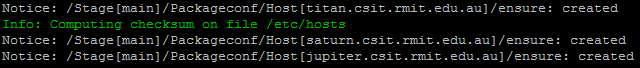 Notice: /Stage[main]/Packageconf/Host[titan.csit.rmit.edu.au]/ensure: created
Info: Computing checksum on file /etc/hosts
Notice: /Stage[main]/Packageconf/Host[saturn.csit.rmit.edu.au]/ensure: created
Notice: /Stage[main]/Packageconf/Host[jupiter.csit.rmit.edu.au]/ensure: created